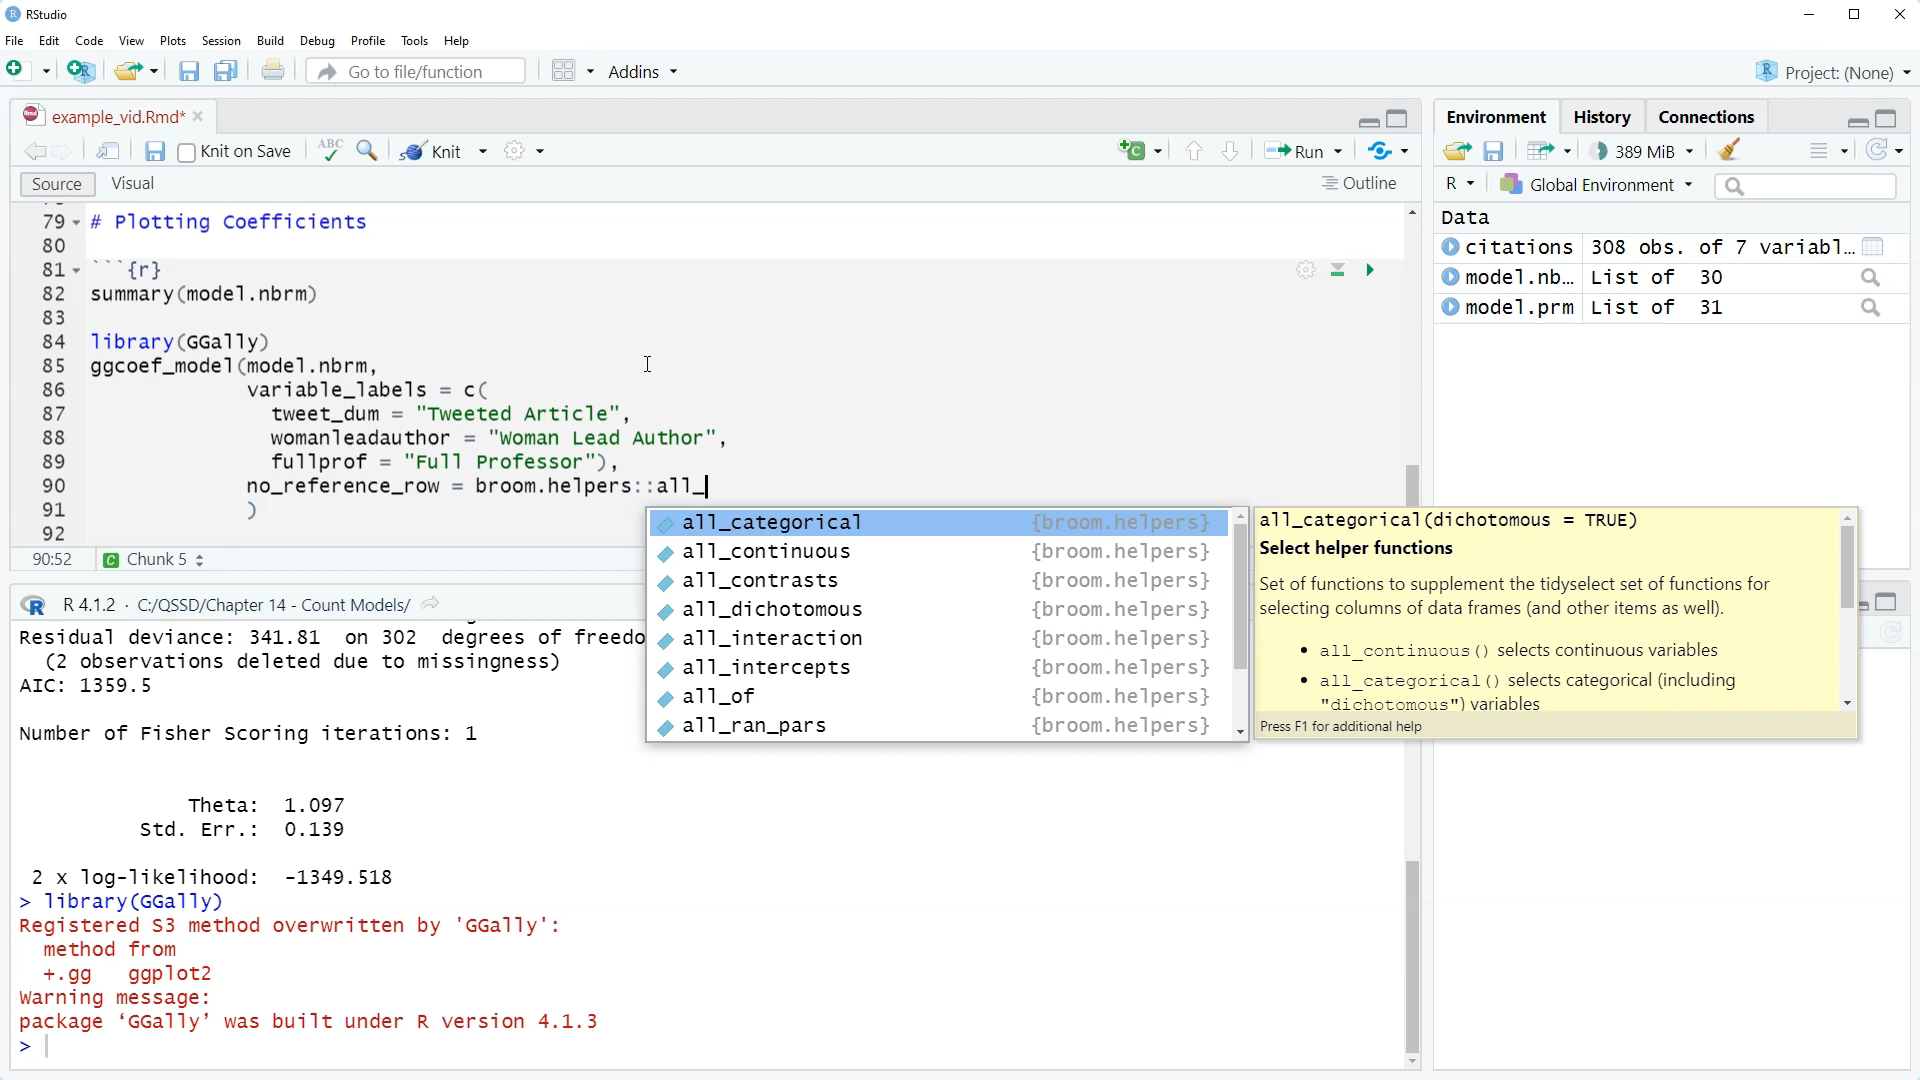 RStudio
File Edit Code View Plots Session Build Debug Profile Tools Help
Go to file/function Addins Project: (None)
example_vid.Rmd*
Knit on Save ABC Knit Run
Source Visual Outline
79 # Plotting Coefficients
80
81 ```{r}
82 summary(model.nbrm)
83
84 library(GGally)
85 ggcoef_model(model.nbrm,
86 variable_labels = c(
87 tweet_dum = "Tweeted Article",
88 womanleadauthor = "Woman Lead Author",
89 fullprof = "Full Professor"),
90 no_reference_row = broom.helpers::all_
91 )
92
90:52 Chunk 5
all_categorical {broom.helpers}
all_continuous {broom.helpers}
all_contrasts {broom.helpers}
all_dichotomous {broom.helpers}
all_interaction {broom.helpers}
all_intercepts {broom.helpers}
all_of {broom.helpers}
all_ran_pars {broom.helpers}
all_categorical(dichotomous = TRUE)
Select helper functions
Set of functions to supplement the tidyselect set of functions for
selecting columns of data frames (and other items as well).
• all_continuous() selects continuous variables
• all_categorical() selects categorical (including
"dichotomous") variables
Press F1 for additional help
R 4.1.2 · C:/QSSD/Chapter 14 - Count Models/
Residual deviance: 341.81 on 302 degrees of freedo
(2 observations deleted due to missingness)
AIC: 1359.5
Number of Fisher Scoring iterations: 1
Theta: 1.097
Std. Err.: 0.139
2 x log-likelihood: -1349.518
> library(GGally)
Registered S3 method overwritten by 'GGally':
method from
+.gg ggplot2
Warning message:
package ‘GGally’ was built under R version 4.1.3
>
Environment History Connections
389 MiB
R Global Environment
Data
citations 308 obs. of 7 variabl…
model.nb… List of 30
model.prm List of 31